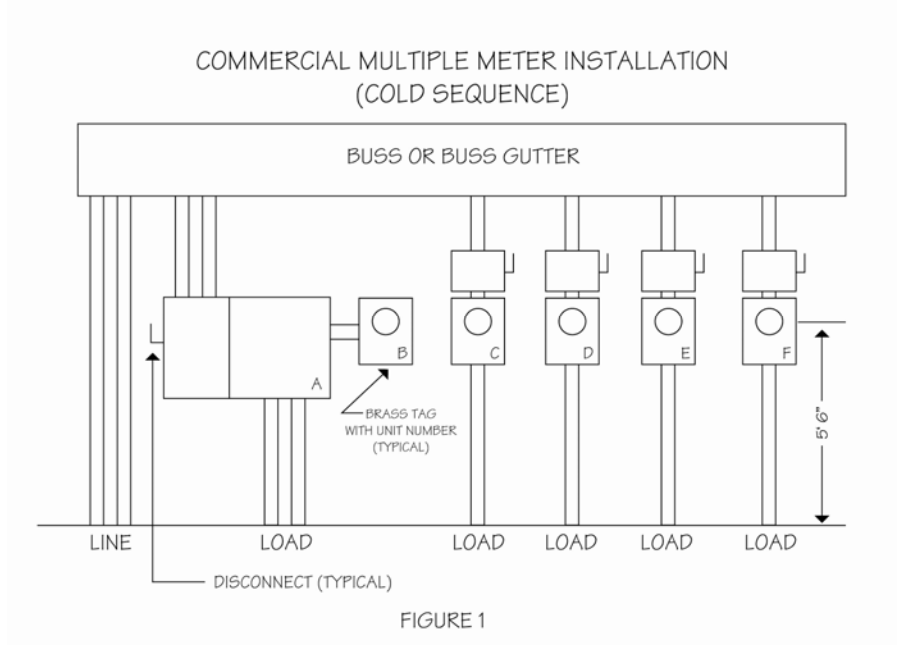 COMMERCIAL MULTIPLE METER INSTALLATION
(COLD SEQUENCE)
BUSS OR BUSS GUTTER
A
B
C
D
E
F
BRASS TAG
WITH UNIT NUMBER
(TYPICAL)
5' 6"
LINE
LOAD
LOAD
LOAD
LOAD
LOAD
DISCONNECT (TYPICAL)
FIGURE 1